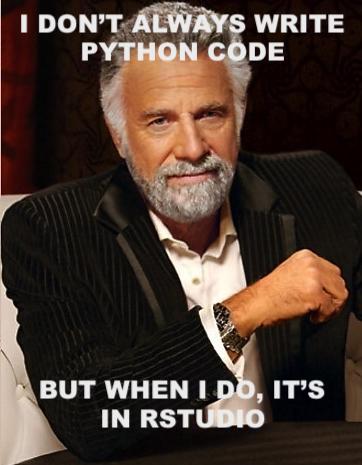 I DON'T ALWAYS WRITE
PYTHON CODE
BUT WHEN I DO, IT'S
IN RSTUDIO